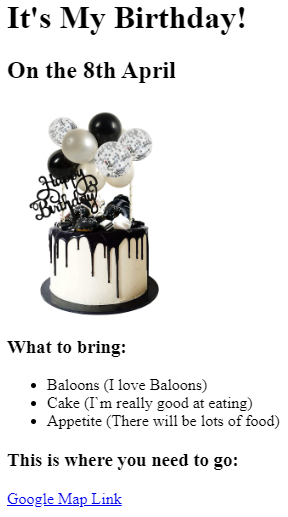 It's My Birthday!
On the 8th April
Happy
Birthday
What to bring:
Baloons (I love Baloons)
Cake (I`m really good at eating)
Appetite (There will be lots of food)
This is where you need to go:
Google Map Link